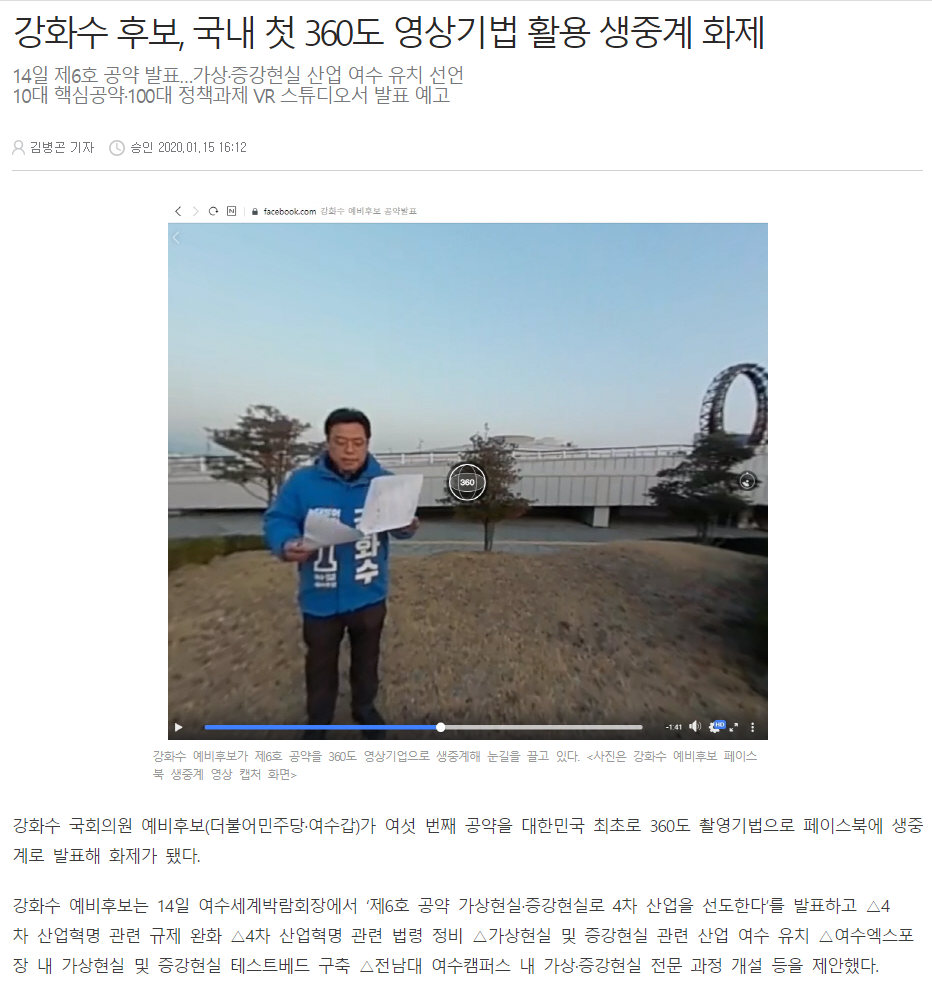 강화수 후보, 국내 첫 360도 영상기법 활용 생중계 화제
14일 제6호 공약 발표...가상·증강현실 산업 여수 유치 선언
10대 핵심공약·100대 정책과제 VR 스튜디오서 발표 예고
김병곤 기자 승인 2020.01.15 16:12
facebook.com 강화수 예비후보 공약발표
360
1
화수
-1:41 HD
강화수 예비후보가 제6호 공약을 360도 영상기업으로 생중계해 눈길을 끌고 있다. <사진은 강화수 예비후보 페이스
북 생중계 영상 캡처 화면>
강화수 국회의원 예비후보(더불어민주당·여수갑)가 여섯 번째 공약을 대한민국 최초로 360도 촬영기법으로 페이스북에 생중
계로 발표해 화제가 됐다.
강화수 예비후보는 14일 여수세계박람회장에서 ‘제6호 공약 가상현실·증강현실로 4차 산업을 선도한다’를 발표하고 △4
차 산업혁명 관련 규제 완화 △4차 산업혁명 관련 법령 정비 △가상현실 및 증강현실 관련 산업 여수 유치 △여수엑스포
장 내 가상현실 및 증강현실 테스트베드 구축 △전남대 여수캠퍼스 내 가상·증강현실 전문 과정 개설 등을 제안했다.